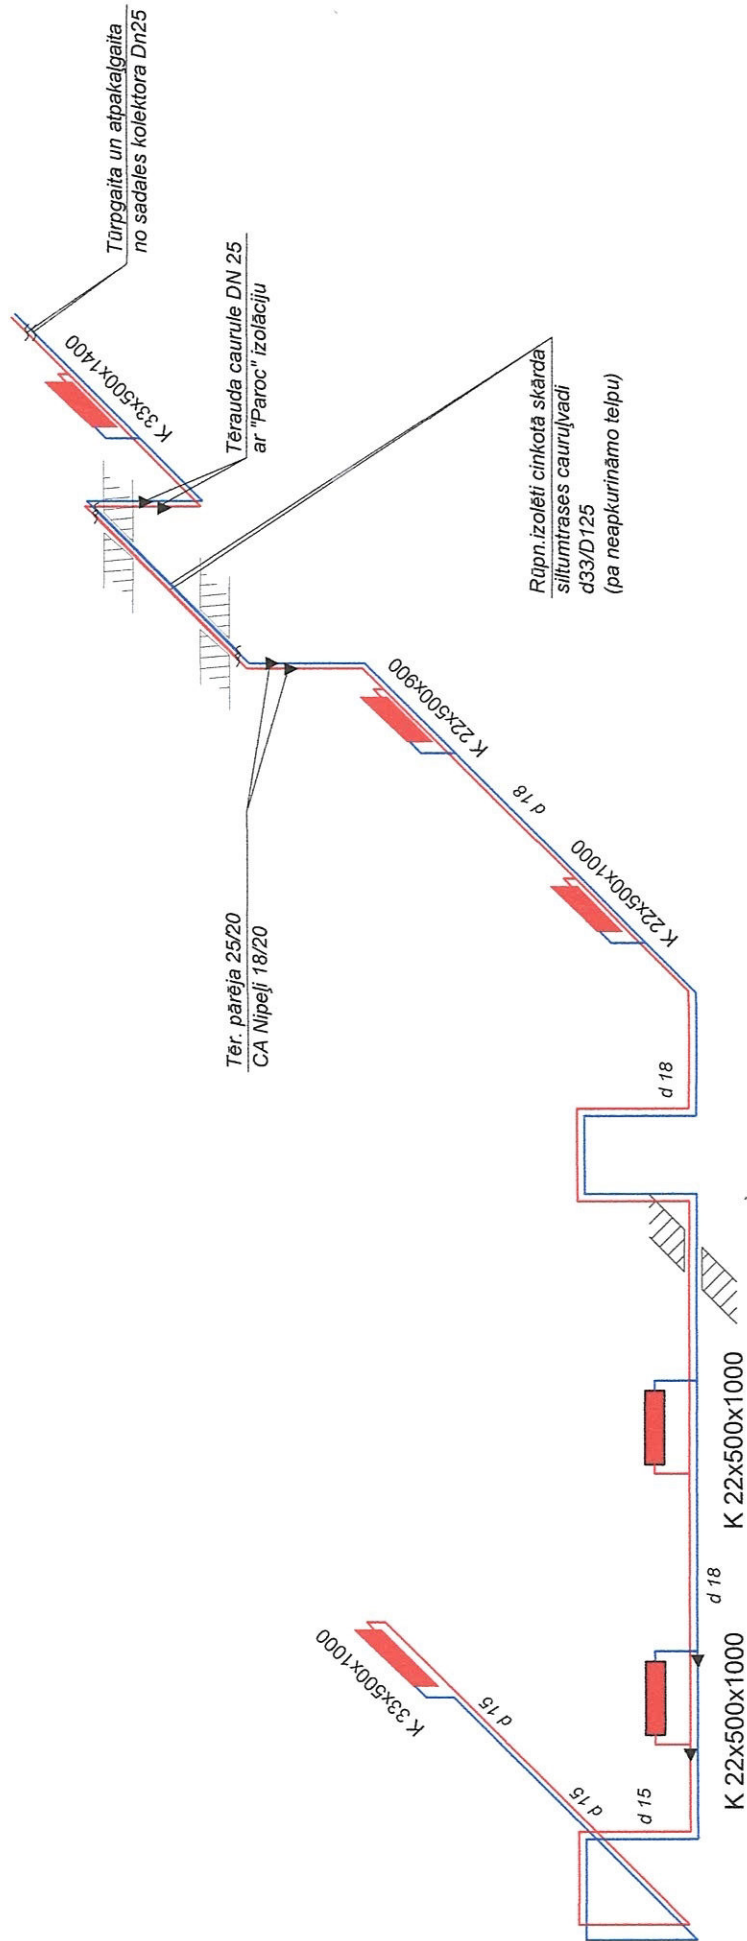 Tūrpgaita un atpakaļgaita
no sadales kolektora Dn25
K 33x500x1400
Tērauda caurule DN 25
ar "Paroc" izolāciju
Rūpn.izolēti cinkotā skārda
siltumtrases cauruļvadi
d33/D125
(pa neapkurināmo telpu)
Tēr. pārēja 25/20
CA Nipeļi 18/20
K 22x500x900
d 18
K 22x500x1000
d 18
K 22x500x1000
d 18
K 22x500x1000
K 33x500x1000
d 15
d 15
d 15